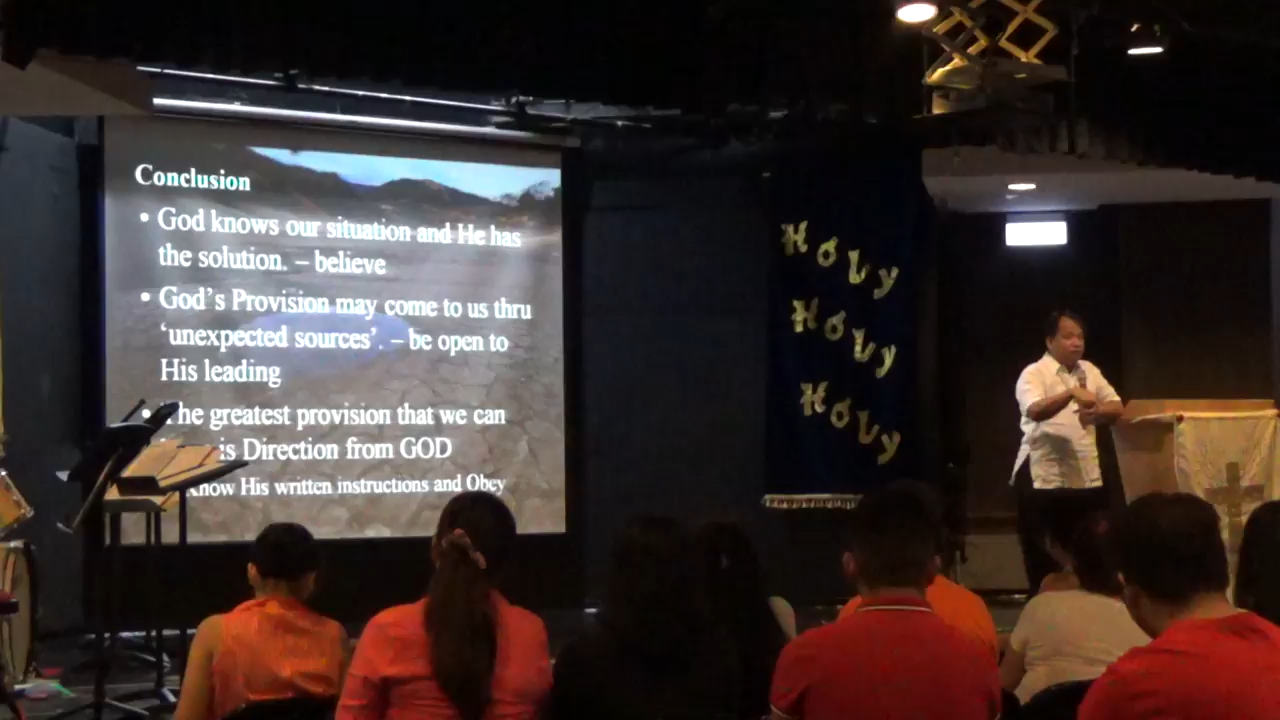 Conclusion
• God knows our situation and He has
the solution. – believe
• God's Provision may come to us thru
'unexpected sources'. – be open to
His leading
• The greatest provision that we can
is Direction from GOD
Know His written instructions and Obey
Holy
Holy
Holy